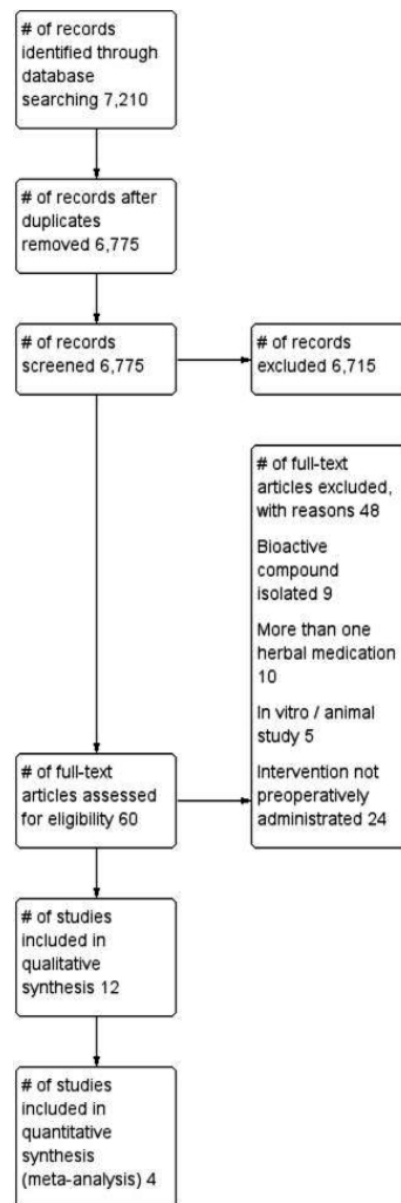 # of records
identified through
database
searching 7,210
# of records after
duplicates
removed 6,775
# of records
screened 6,775
# of records
excluded 6,715
# of full-text
articles excluded,
with reasons 48
Bioactive
compound
isolated 9
More than one
herbal medication
10
In vitro / animal
study 5
Intervention not
preoperatively
administrated 24
# of full-text
articles assessed
for eligibility 60
# of studies
included in
qualitative
synthesis 12
# of studies
included in
quantitative
synthesis
(meta-analysis) 4